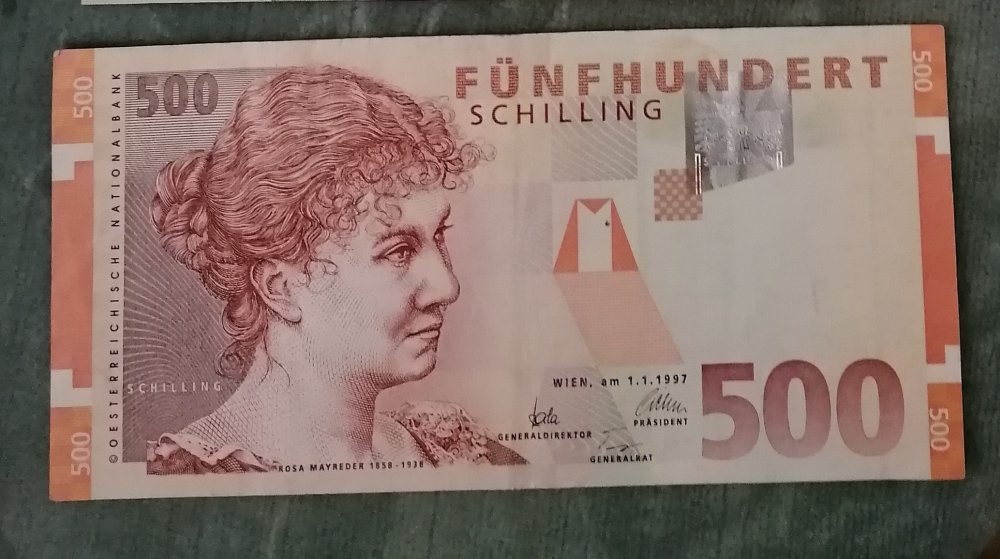 500
500
© OESTERREICHISCHE NATIONALBANK
500
FÜNFHUNDERT
SCHILLING
500
SCHILLING
WIEN, am 1.1.1997
GENERALDIREKTOR
PRÄSIDENT
GENERALRAT
500
ROSA MAYREDER 1858-1938
500
500